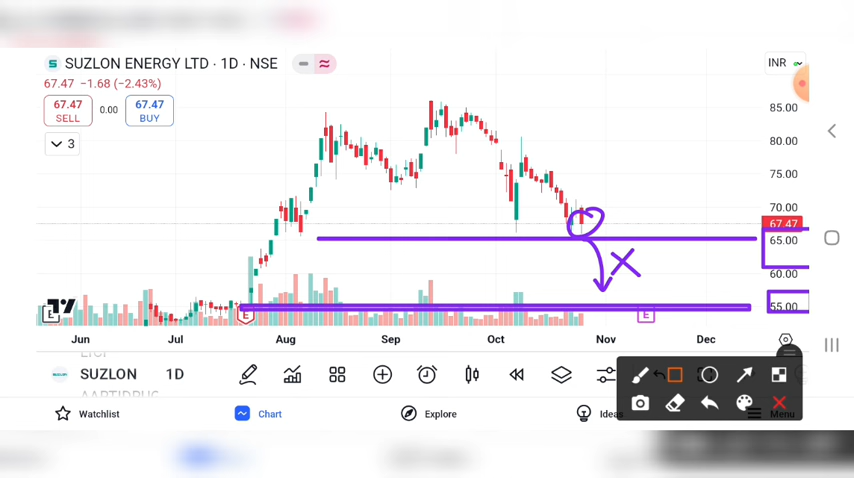 SUZLON ENERGY LTD · 1D · NSE
INR
67.47 −1.68 (−2.43%)
67.47
SELL
0.00
67.47
BUY
3
85.00
80.00
75.00
70.00
67.47
65.00
60.00
55.00
X
E
E
E
Jun Jul Aug Sep Oct Nov Dec
SUZLON 1D
Watchlist
Chart
Explore
Ideas
Menu